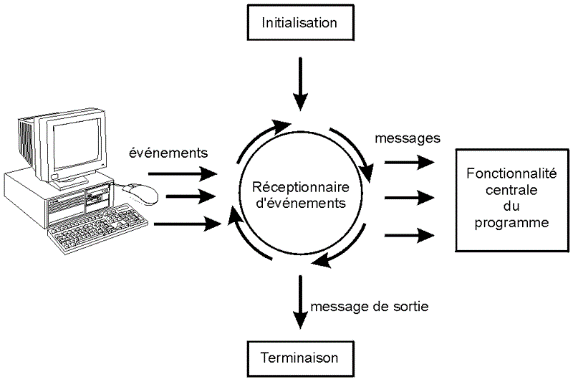 Initialisation
événements
messages
Réceptionnaire
d'événements
Fonctionnalité
centrale
du
programme
message de sortie
Terminaison